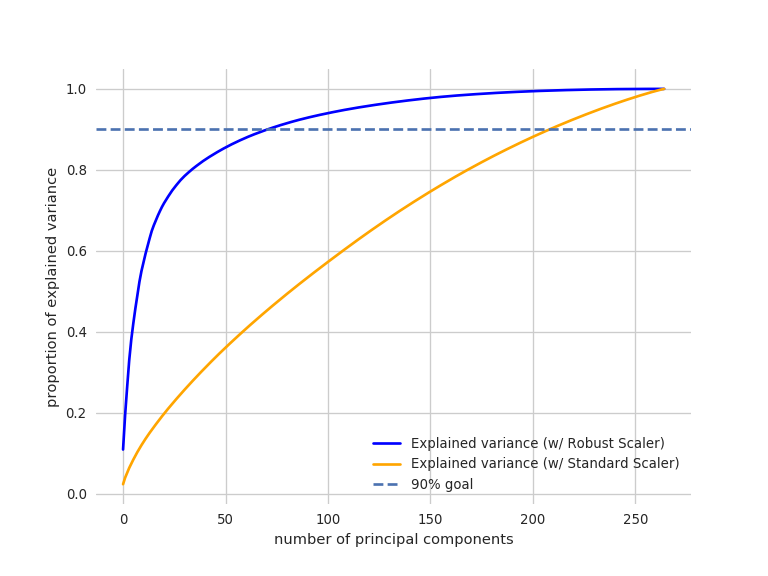 1.0
0.8
0.6
0.4
0.2
0.0
proportion of explained variance
Explained variance (w/ Robust Scaler)
Explained variance (w/ Standard Scaler)
90% goal
0 50 100 150 200 250
number of principal components